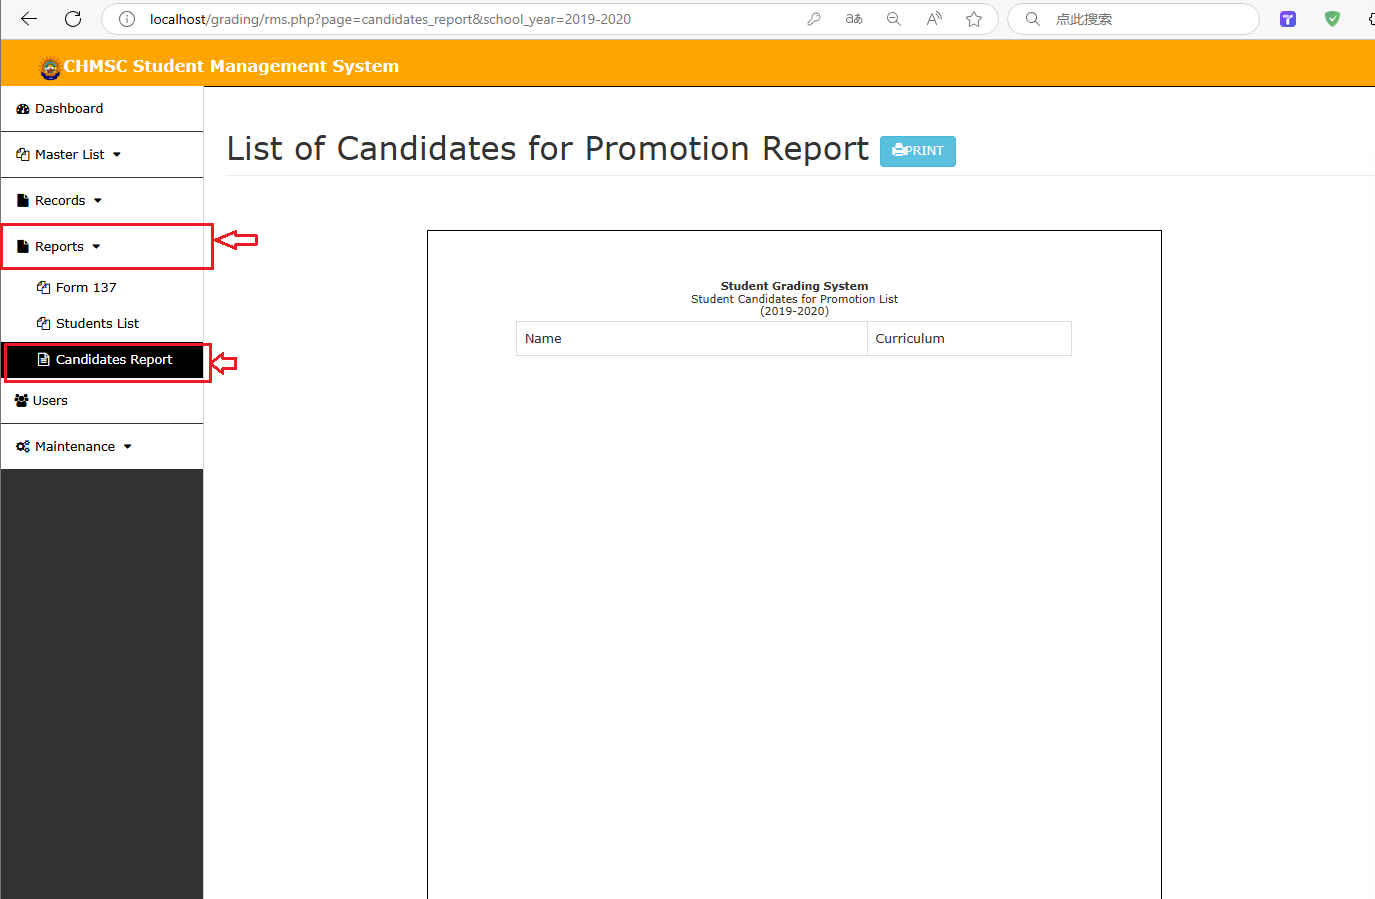 localhost/grading/rms.php?page=candidates_report&school_year=2019-2020
aあ
A
点此搜索
CHMSC Student Management System
Dashboard
Master List
Records
Reports
Form 137
Students List
Candidates Report
Users
Maintenance
List of Candidates for Promotion Report
PRINT
Student Grading System
Student Candidates for Promotion List
(2019-2020)
Name Curriculum